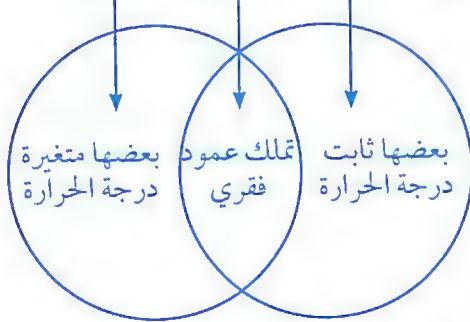 بعضها ثابت
درجة الحرارة
تملك عمود
فقري
بعضها متغيرة
درجة الحرارة